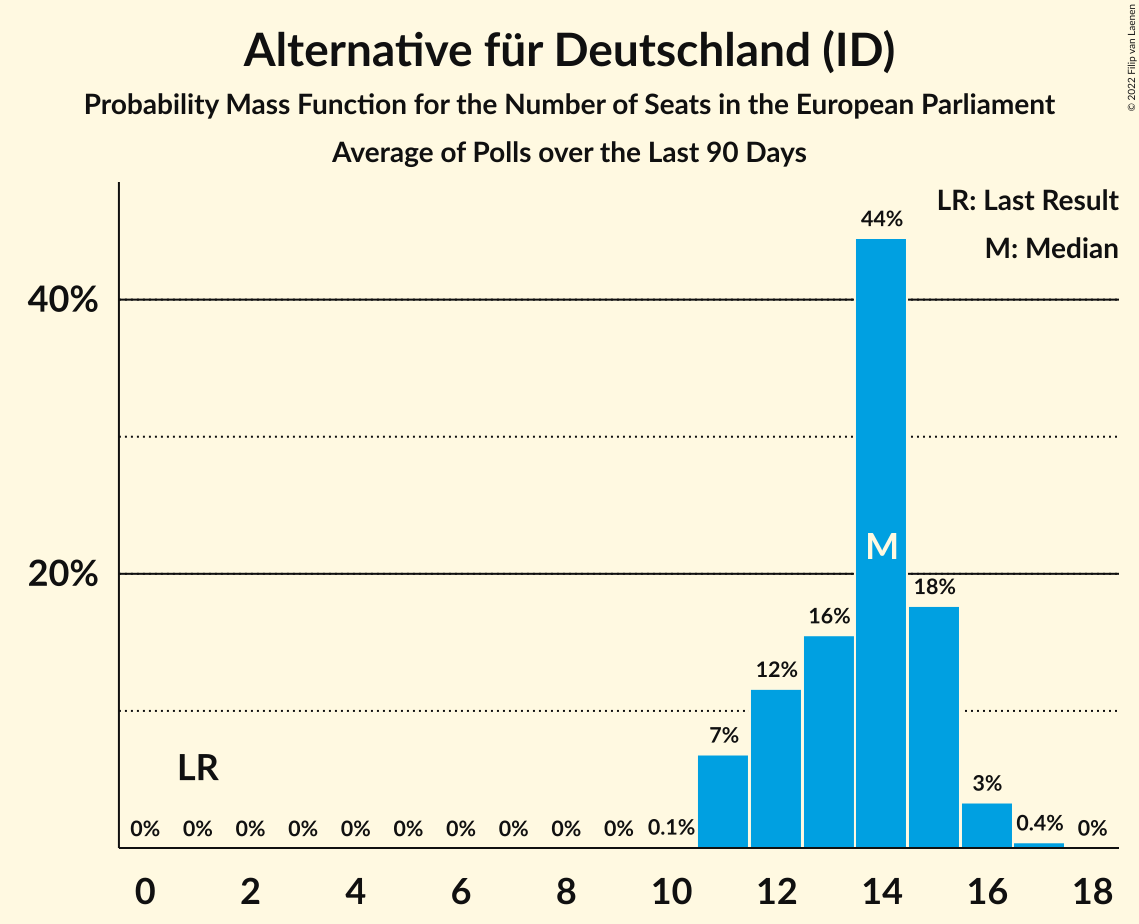 Alternative für Deutschland (ID)
Probability Mass Function for the Number of Seats in the European Parliament
Average of Polls over the Last 90 Days
© 2022 Filip van Laenen
LR: Last Result
M: Median
44%
40%
M
20%
18%
16%
12%
7%
LR
3%
0% 0% 0% 0% 0% 0% 0% 0% 0% 0% 0.1% 0.4% 0%
0 2 4 6 8 10 12 14 16 18